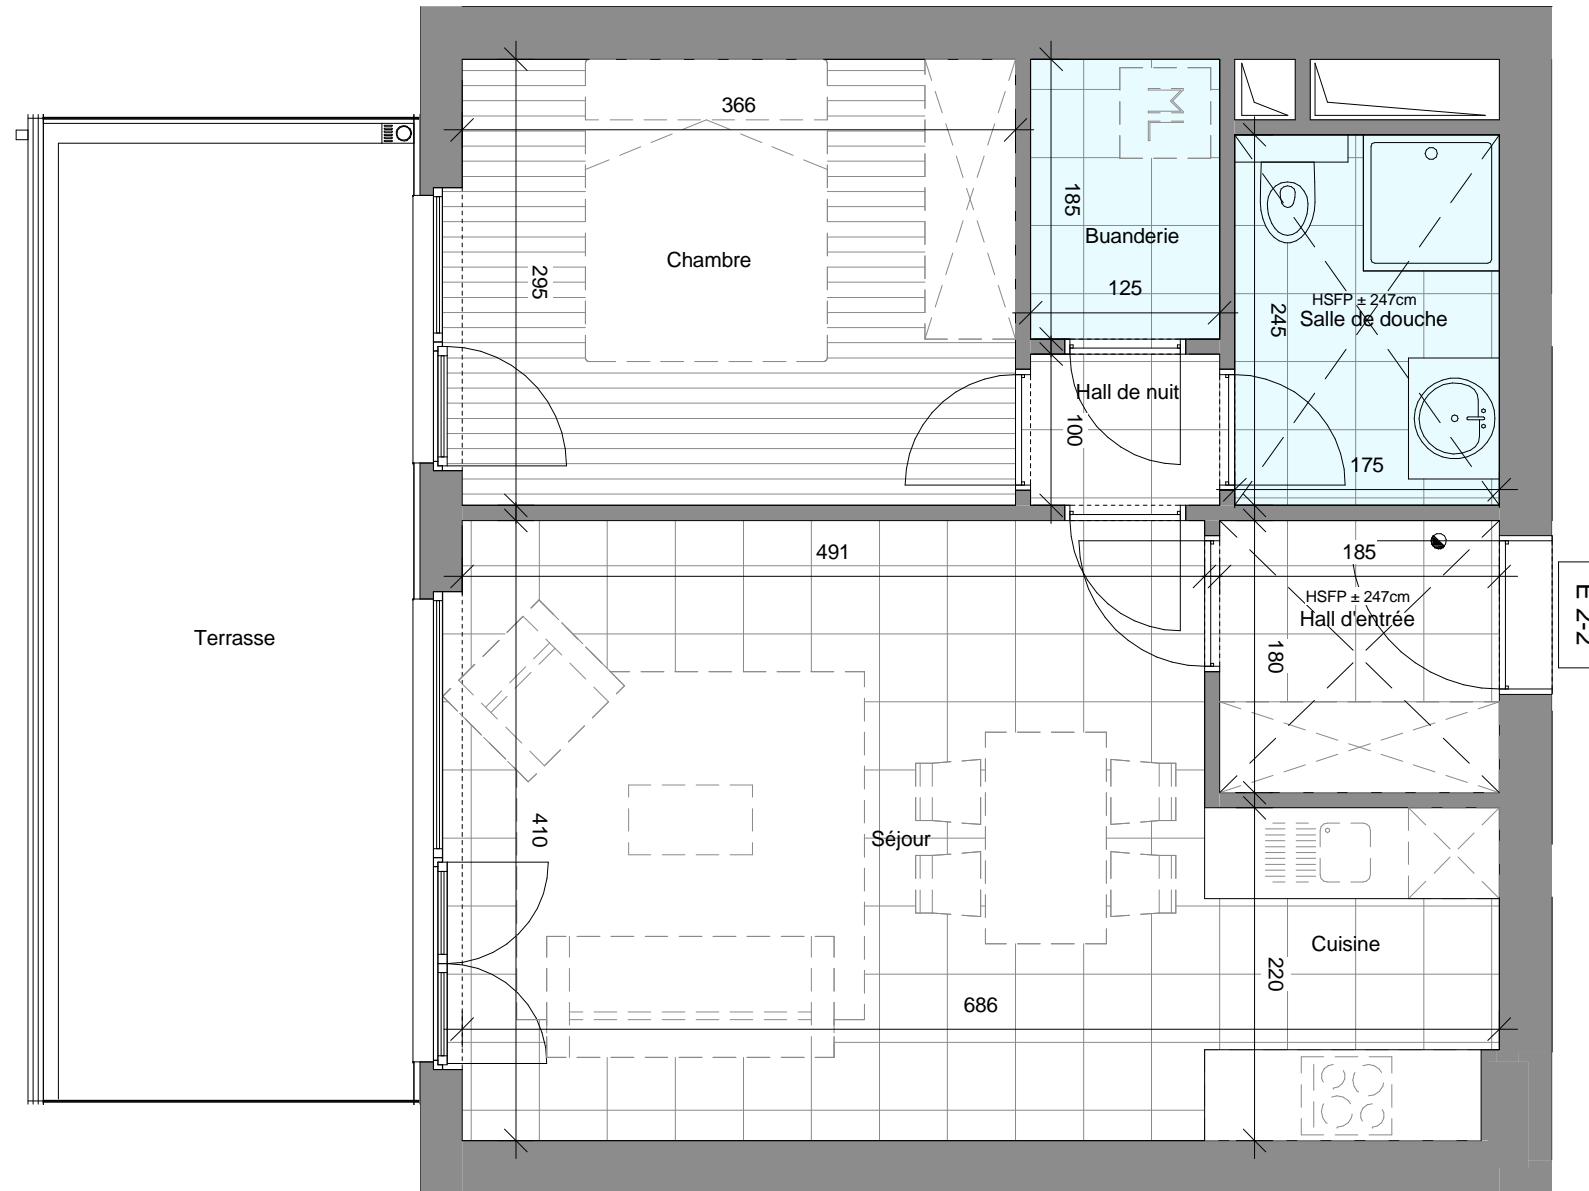 366
ML
185
Buanderie
Chambre
295
125
HSFP ± 247cm
245
Salle de douche
Hall de nuit
100
175
491
185
HSFP ± 247cm
Hall d'entrée
E 2-2
Terrasse
180
410
Séjour
Cuisine
220
686